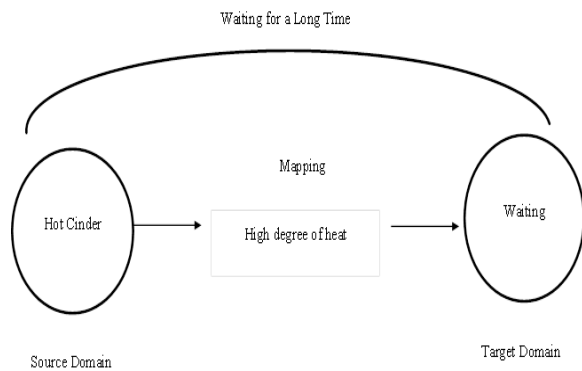 Waiting for a Long Time
Mapping
Hot Cinder
High degree of heat
Waiting
Source Domain
Target Domain